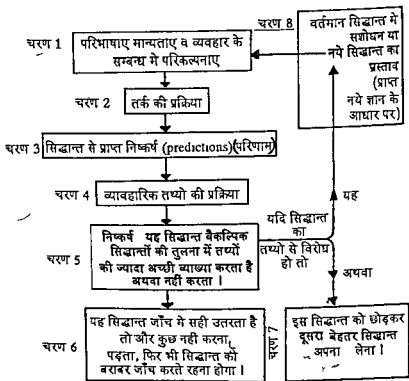 चरण 1
परिभाषाए मान्यताए व व्यवहार के
सम्बन्ध मे परिकल्पनाए
चरण 8
वर्तमान सिद्धान्त मे
सशोधन या
नये सिद्धान्त का
प्रस्ताव
(प्राप्त
नये ज्ञान के
आधार पर)
चरण 2
तर्क की प्रक्रिया
चरण 3
सिद्धान्त से प्राप्त निष्कर्ष (predictions) (परिणाम)
चरण 4
व्यावहारिक तथ्यो की प्रक्रिया
यह
चरण 5
निष्कर्ष यह सिद्धान्त वैकल्पिक
सिद्धान्तों की तुलना में तथ्यों
की ज्यादा अच्छी व्याख्या करता है
अथवा नहीं करता ।
यदि सिद्धान्त
का
तथ्यो से विरोध
हो तो
अथवा
चरण 6
यह सिद्धान्त जाँच मे सही उतरता है
तो और कुछ नही करना
पड़ता, फिर भी सिद्धान्त की
बराबर जाँच करते रहना होगा ।
चरण 7
इस सिद्धान्त को छोड़कर
दूसरा बेहतर सिद्धान्त
अपना लेना ।